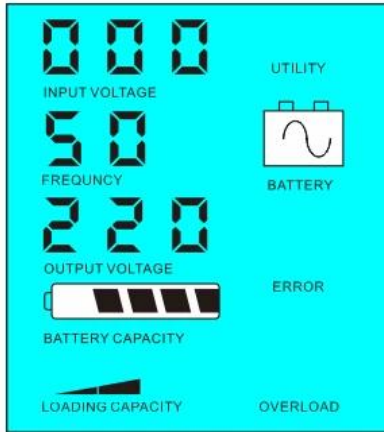 000
UTILITY
INPUT VOLTAGE
50
FREQUNCY
BATTERY
220
OUTPUT VOLTAGE
ERROR
BATTERY CAPACITY
LOADING CAPACITY
OVERLOAD